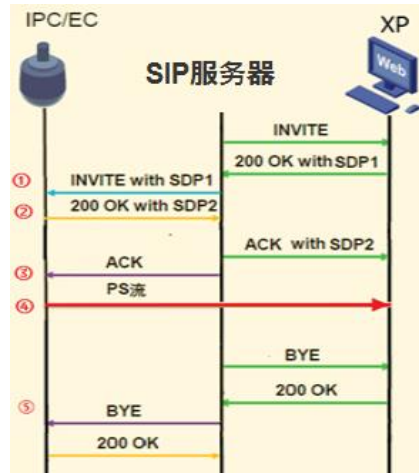 IPC/EC
XP
Web
SIP服务器
INVITE
200 OK with SDP1
① INVITE with SDP1
② 200 OK with SDP2
ACK with SDP2
③ ACK
④ PS流
BYE
200 OK
⑤ BYE
200 OK